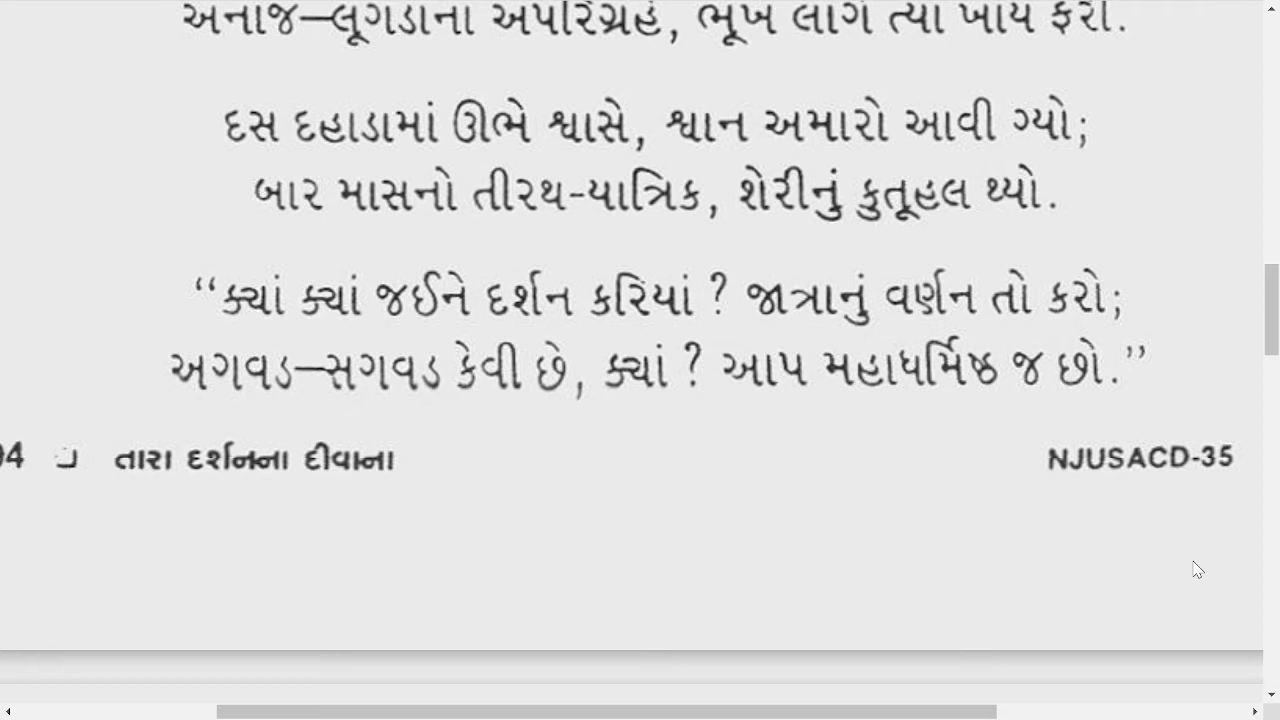 અનાજ–લૂગડાના અપરિગ્રહે, ભૂખ લાગે ત્યાં ખાય ફરી.
દસ દહાડામાં ઊભે શ્વાસે, શ્વાન અમારો આવી ગ્યો;
બાર માસનો તીરથ-યાત્રિક, શેરીનું કુતૂહલ થ્યો.
“ક્યાં ક્યાં જઈને દર્શન કરિયાં ? જાત્રાનું વર્ણન તો કરો;
અગવડ–સગવડ કેવી છે, ક્યાં ? આપ મહાધર્મિષ્ઠ જ છો.”
તારા દર્શનના દીવાના
NJUSACD-35